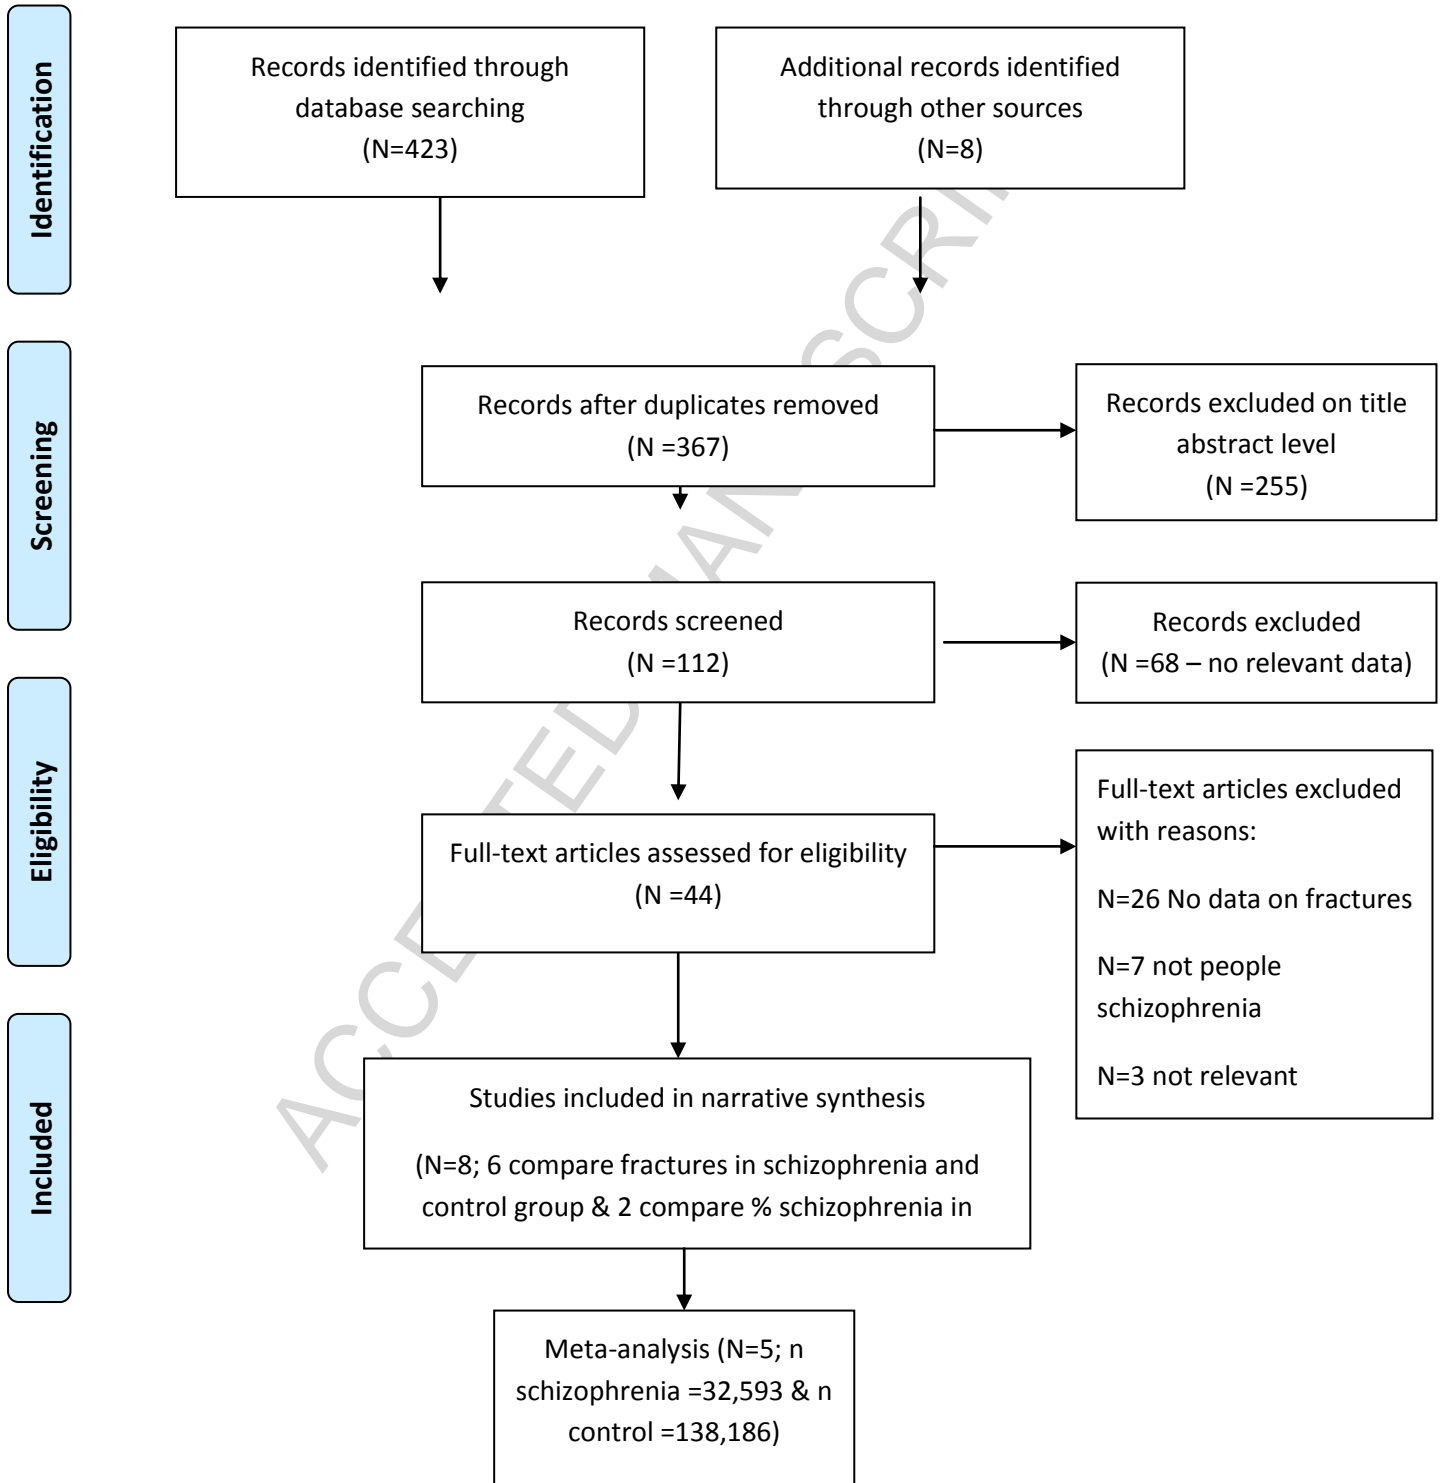 Identification
Records identified through
database searching
(N=423)
Additional records identified
through other sources
(N=8)
Screening
Records after duplicates removed
(N =367)
Records excluded on title
abstract level
(N =255)
Records screened
(N =112)
Records excluded
(N =68 – no relevant data)
Eligibility
Full-text articles assessed for eligibility
(N =44)
Full-text articles excluded
with reasons:
N=26 No data on fractures
N=7 not people
schizophrenia
N=3 not relevant
Included
Studies included in narrative synthesis
(N=8; 6 compare fractures in schizophrenia and
control group & 2 compare % schizophrenia in
Meta-analysis (N=5; n
schizophrenia =32,593 & n
control =138,186)